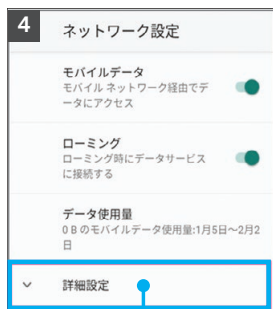 4
ネットワーク設定
モバイルデータ
モバイル ネットワーク経由でデ
ータにアクセス
ローミング
ローミング時にデータサービス
に接続する
データ使用量
0 B のモバイルデータ使用量:1月5日～2月2
日
詳細設定